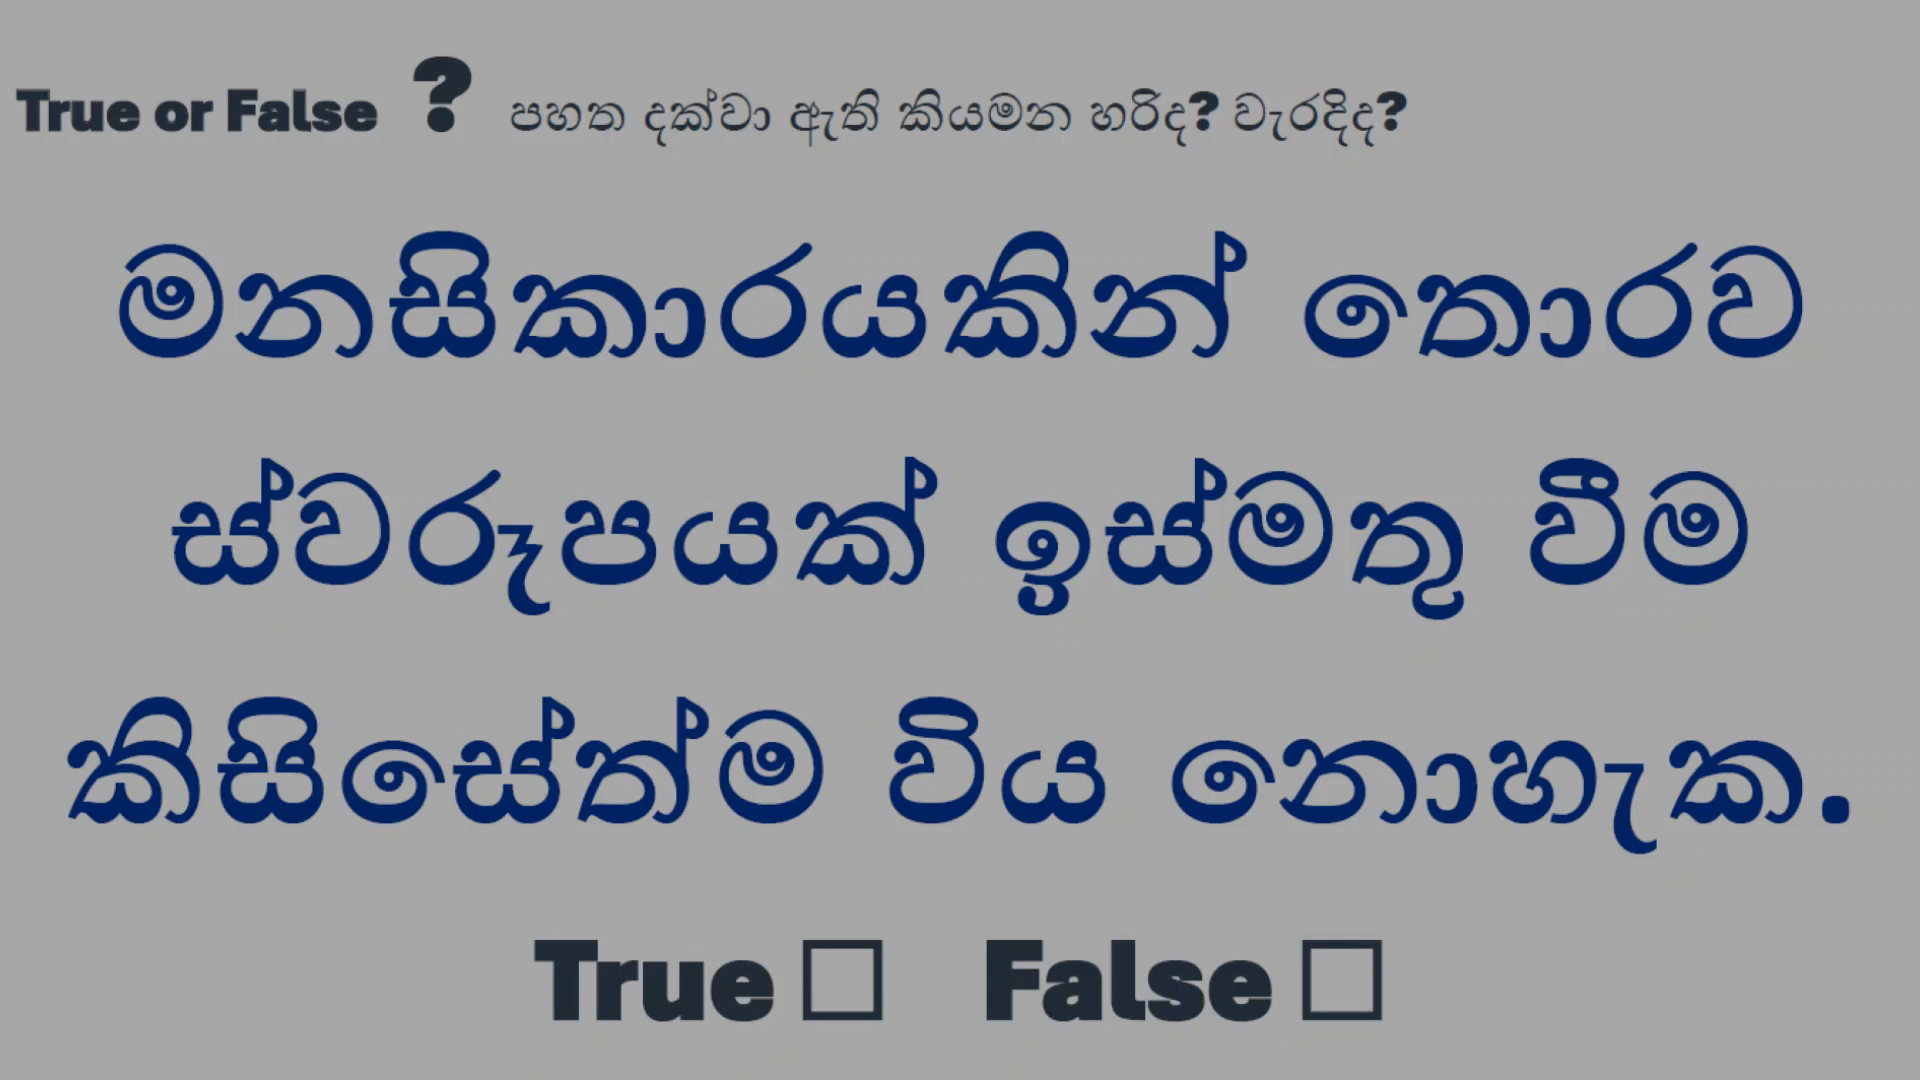 True or False ? පහත දක්වා ඇති කියමන හරිද? වැරදිද?
මනසිකාරයකින් තොරව
ස්වරූපයක් ඉස්මතු වීම
කිසිසේත්ම විය නොහැක.
True □ False □